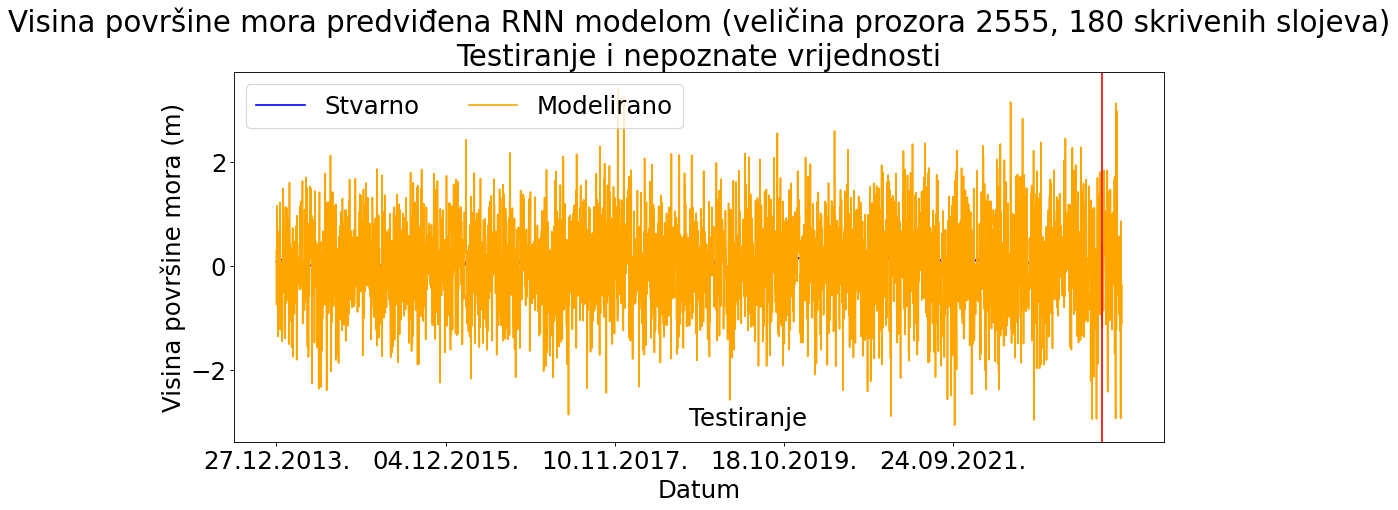 Visina površine mora predviđena RNN modelom (veličina prozora 2555, 180 skrivenih slojeva)
Testiranje i nepoznate vrijednosti
Stvarno
Modelirano
Visina površine mora (m)
2
0
−2
Testiranje
27.12.2013.
04.12.2015.
10.11.2017.
18.10.2019.
24.09.2021.
Datum